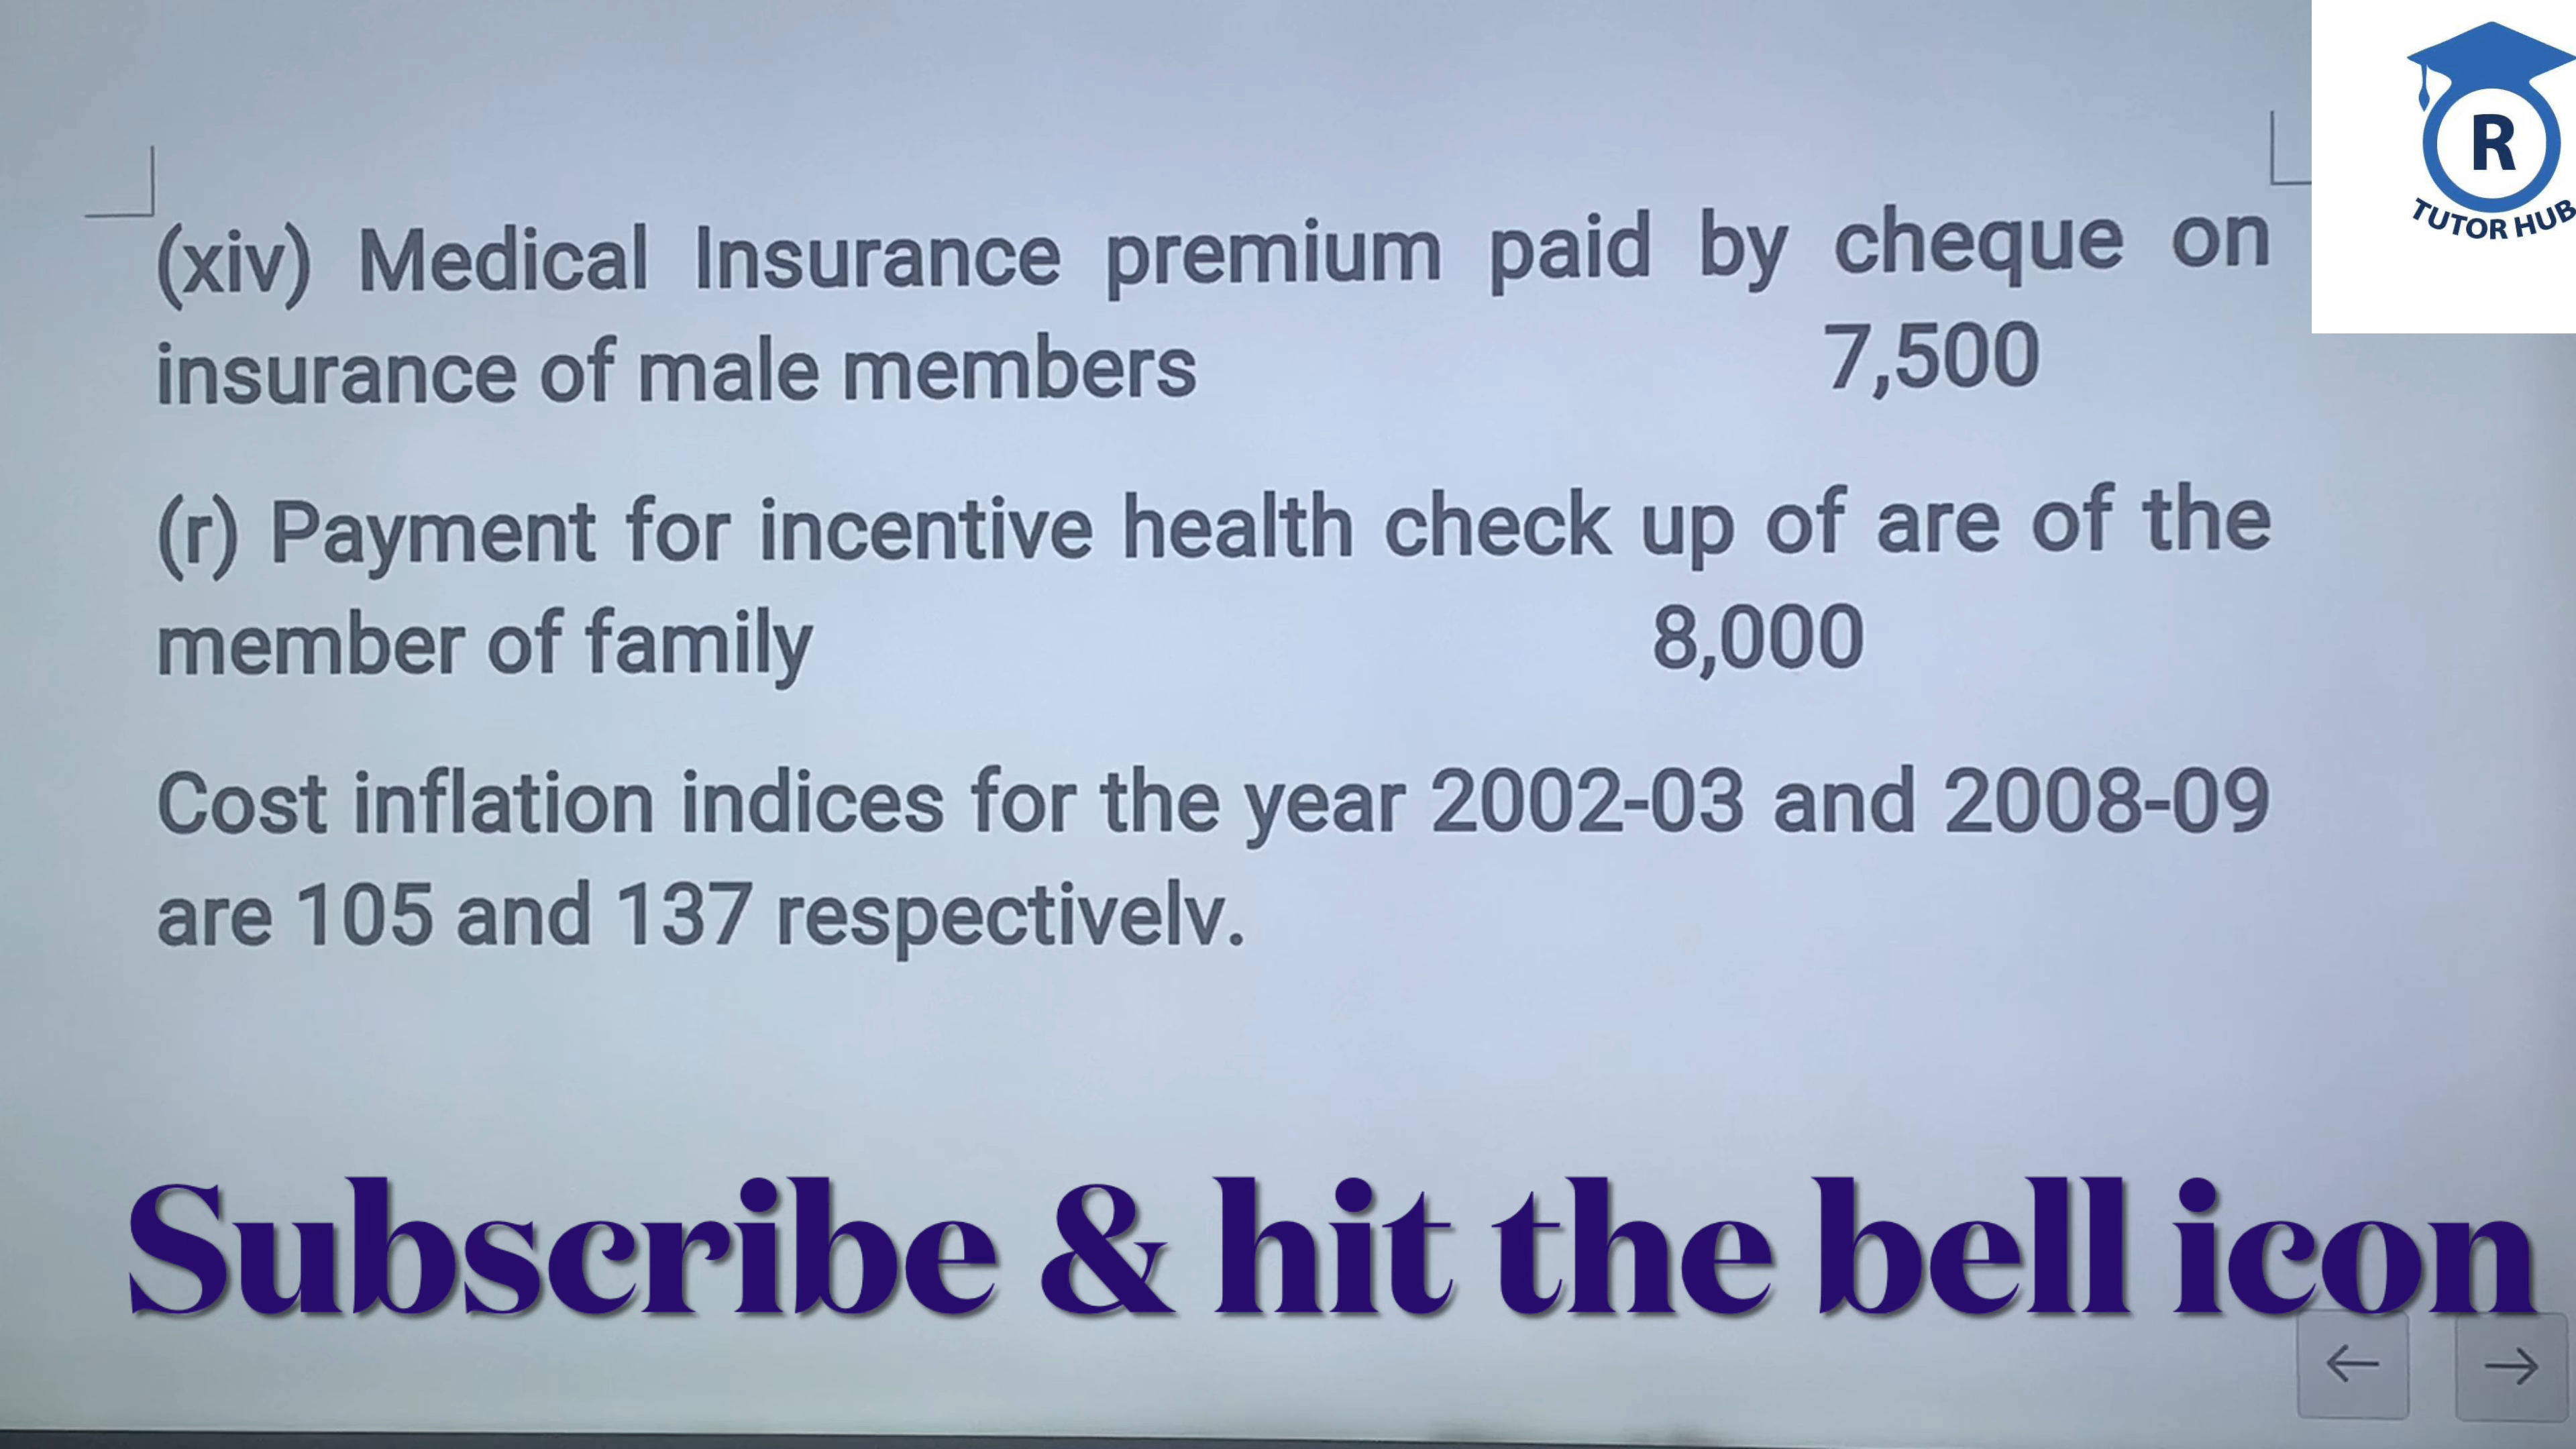 R
TUTOR HUB
(xiv) Medical Insurance premium paid by cheque on
insurance of male members 7,500
(r) Payment for incentive health check up of are of the
member of family 8,000
Cost inflation indices for the year 2002-03 and 2008-09
are 105 and 137 respectivelv.
Subscribe & hit the bell icon